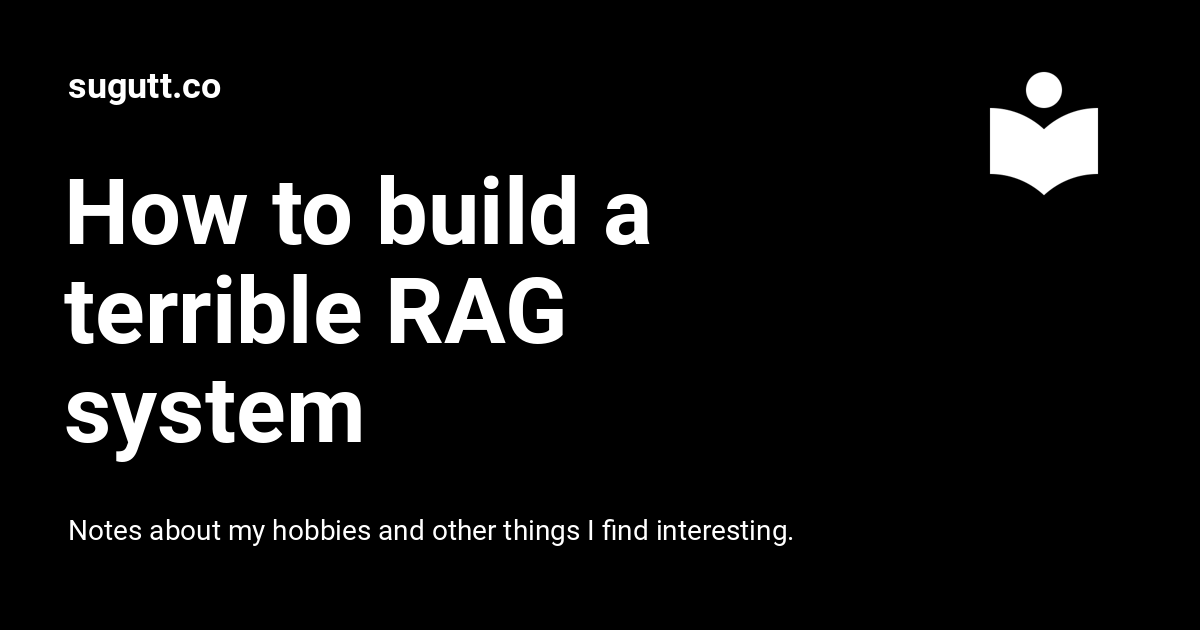 sugutt.co
How to build a
terrible RAG
system
Notes about my hobbies and other things I find interesting.